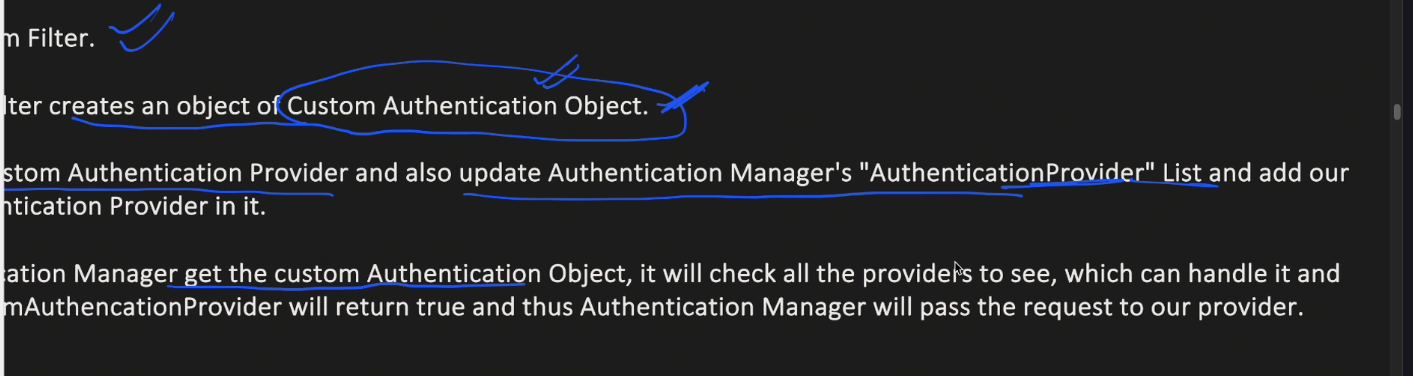 m Filter.
lter creates an object of Custom Authentication Object.
stom Authentication Provider and also update Authentication Manager's "AuthenticationProvider" List and add our
ntication Provider in it.
cation Manager get the custom Authentication Object, it will check all the providers to see, which can handle it and
mAuthencationProvider will return true and thus Authentication Manager will pass the request to our provider.